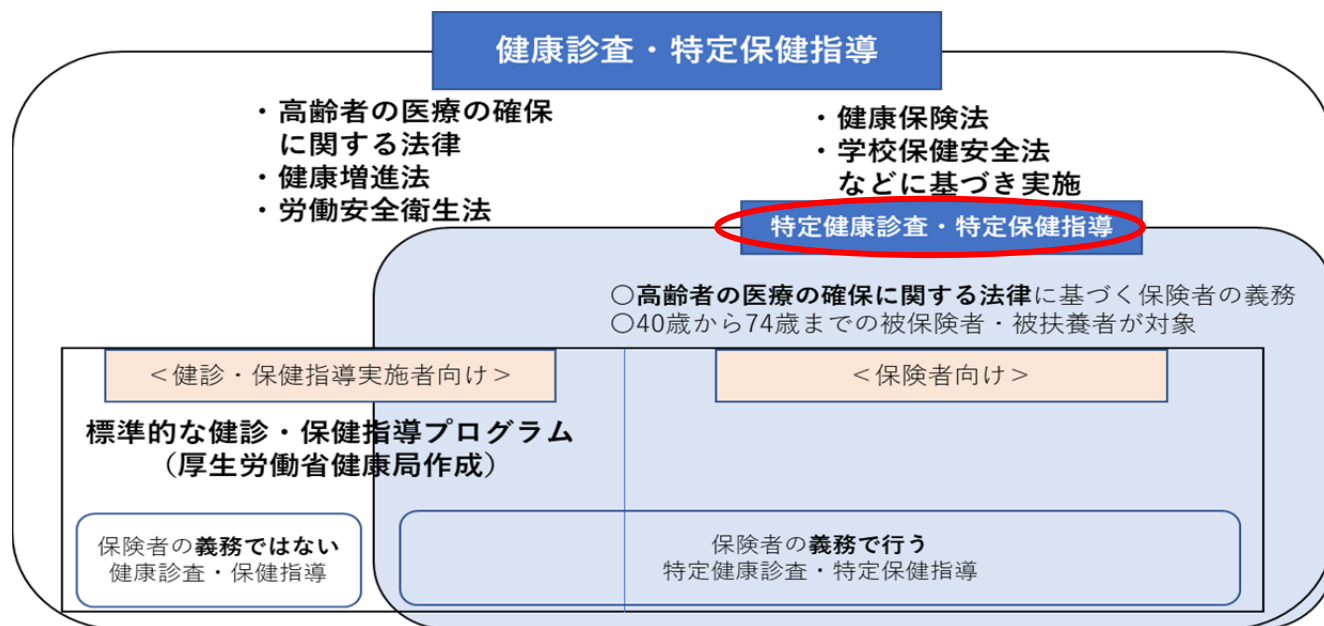 健康診査・特定保健指導
・高齢者の医療の確保
に関する法律
・健康増進法
・労働安全衛生法
・健康保険法
・学校保健安全法
などに基づき実施
特定健康診査・特定保健指導
○高齢者の医療の確保に関する法律に基づく保険者の義務
○40歳から74歳までの被保険者・被扶養者が対象
＜健診・保健指導実施者向け＞
＜保険者向け＞
標準的な健診・保健指導プログラム
（厚生労働省健康局作成）
保険者の義務ではない
健康診査・保健指導
保険者の義務で行う
特定健康診査・特定保健指導